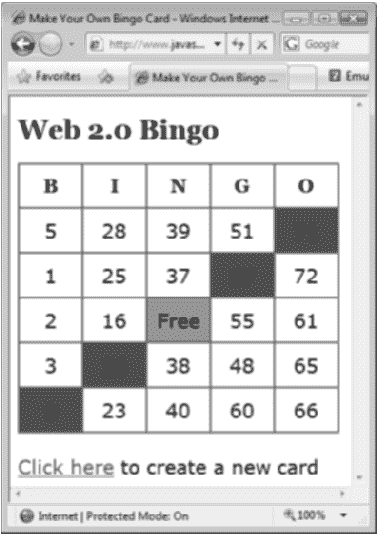 Make Your Own Bingo Card - Windows Internet ...
http://www.javas... Google
Favorites Make Your Own Bingo ... Emu
Web 2.0 Bingo
B I N G O
5 28 39 51
1 25 37 72
2 16 Free 55 61
3 38 48 65
23 40 60 66
Click here to create a new card
Internet | Protected Mode: On 100%